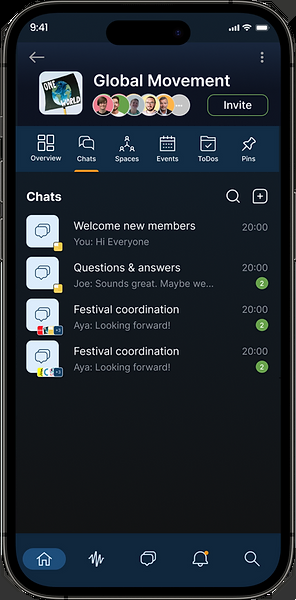 9:41
ONE
WORLD
Global Movement
Invite
Overview
Chats
Spaces
Events
ToDos
Pins
Chats
Welcome new members
20:00
You: Hi Everyone
Questions & answers
20:00
Joe: Sounds great. Maybe we...
2
Festival coordination
20:00
Aya: Looking forward!
2
+3
Festival coordination
20:00
Aya: Looking forward!
2
+3